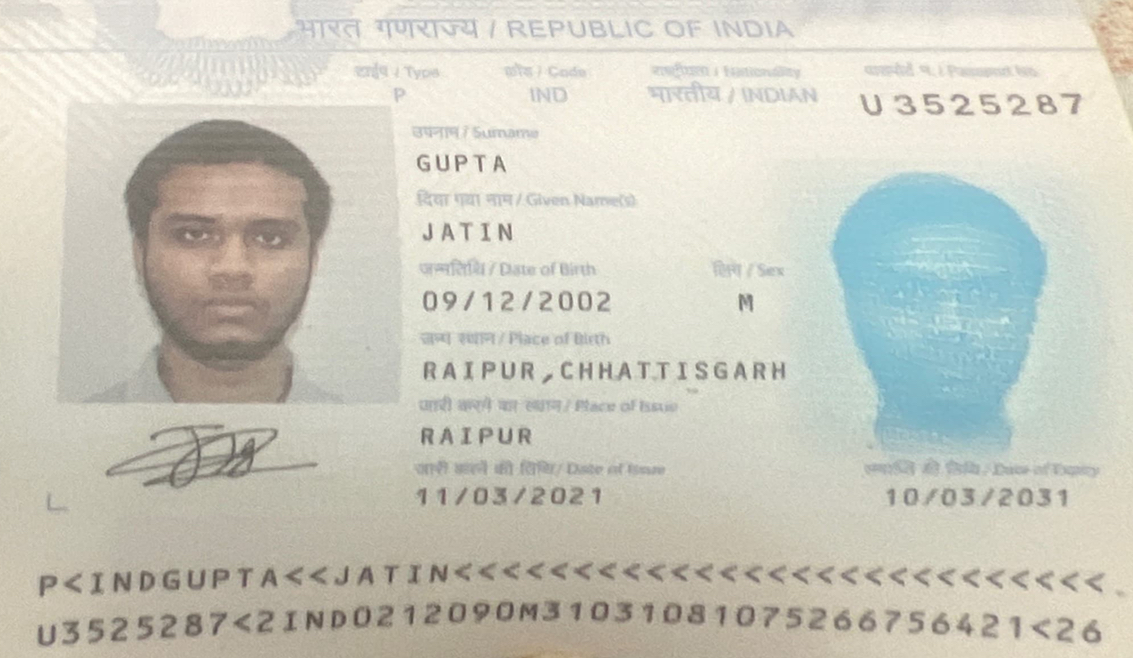 भारत गणराज्य / REPUBLIC OF INDIA
टाईप / Type कोड / Code राष्ट्रीयता / Nationality पासपोर्ट न. / Passport No.
P IND भारतीय / INDIAN U3525287
उपनाम / Surname
GUPTA
दिया गया नाम / Given Name(s)
JATIN
जन्मतिथि / Date of Birth लिंग / Sex
09/12/2002 M
जन्म स्थान / Place of Birth
RAIPUR,CHHATTISGARH
जारी करने का स्थान / Place of Issue
RAIPUR
जारी करने की तिथि / Date of Issue समाप्ति की तिथि / Date of Expiry
11/03/2021 10/03/2031
P<INDGUPTA<<JATIN<<<<<<<<<<<<<<<<<<<<<<<<<<<
U3525287<2IND0212090M31031081075266756421<26